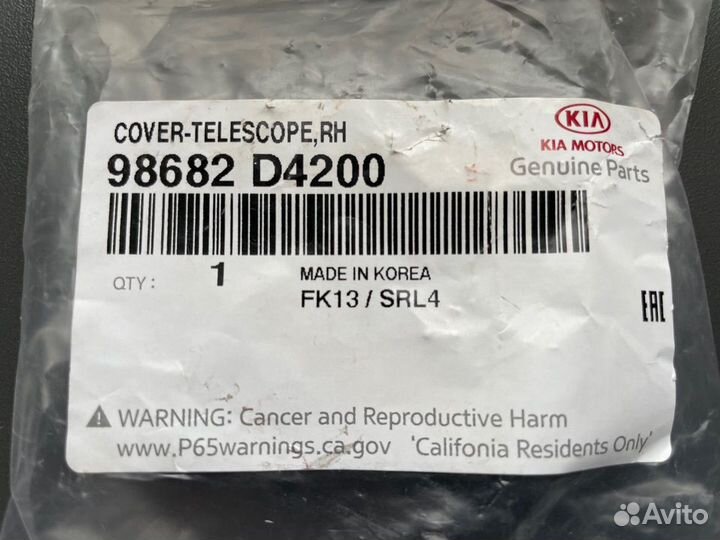 COVER-TELESCOPE,RH
98682 D4200
KIA
KIA MOTORS
Genuine Parts
QTY: 1
MADE IN KOREA
FK13 / SRL4
EAC
WARNING: Cancer and Reproductive Harm
www.P65warnings.ca.gov 'Califonia Residents Only'
Avito